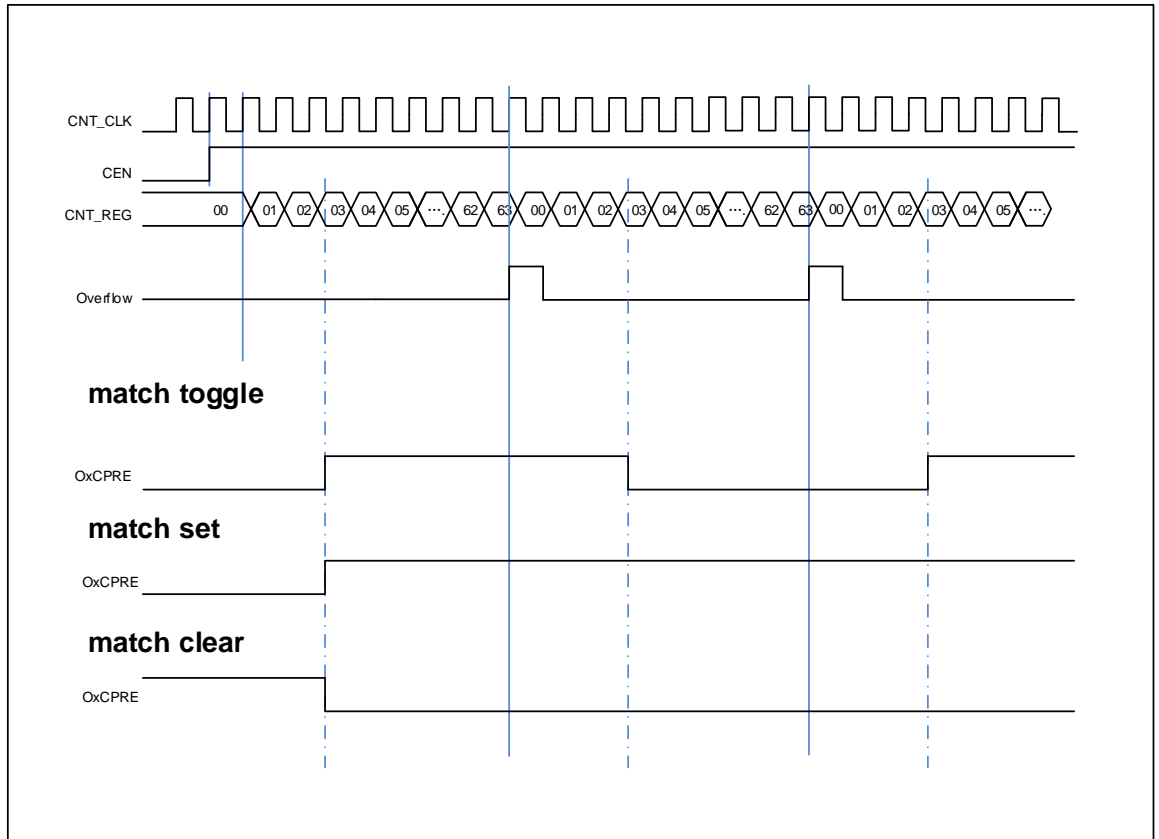 CNT_CLK
CEN
CNT_REG 00 01 02 03 04 05 ···. 62 63 00 01 02 03 04 05 ···. 62 63 00 01 02 03 04 05 ···.
Overflow
match toggle
OxCPRE
match set
OxCPRE
match clear
OxCPRE